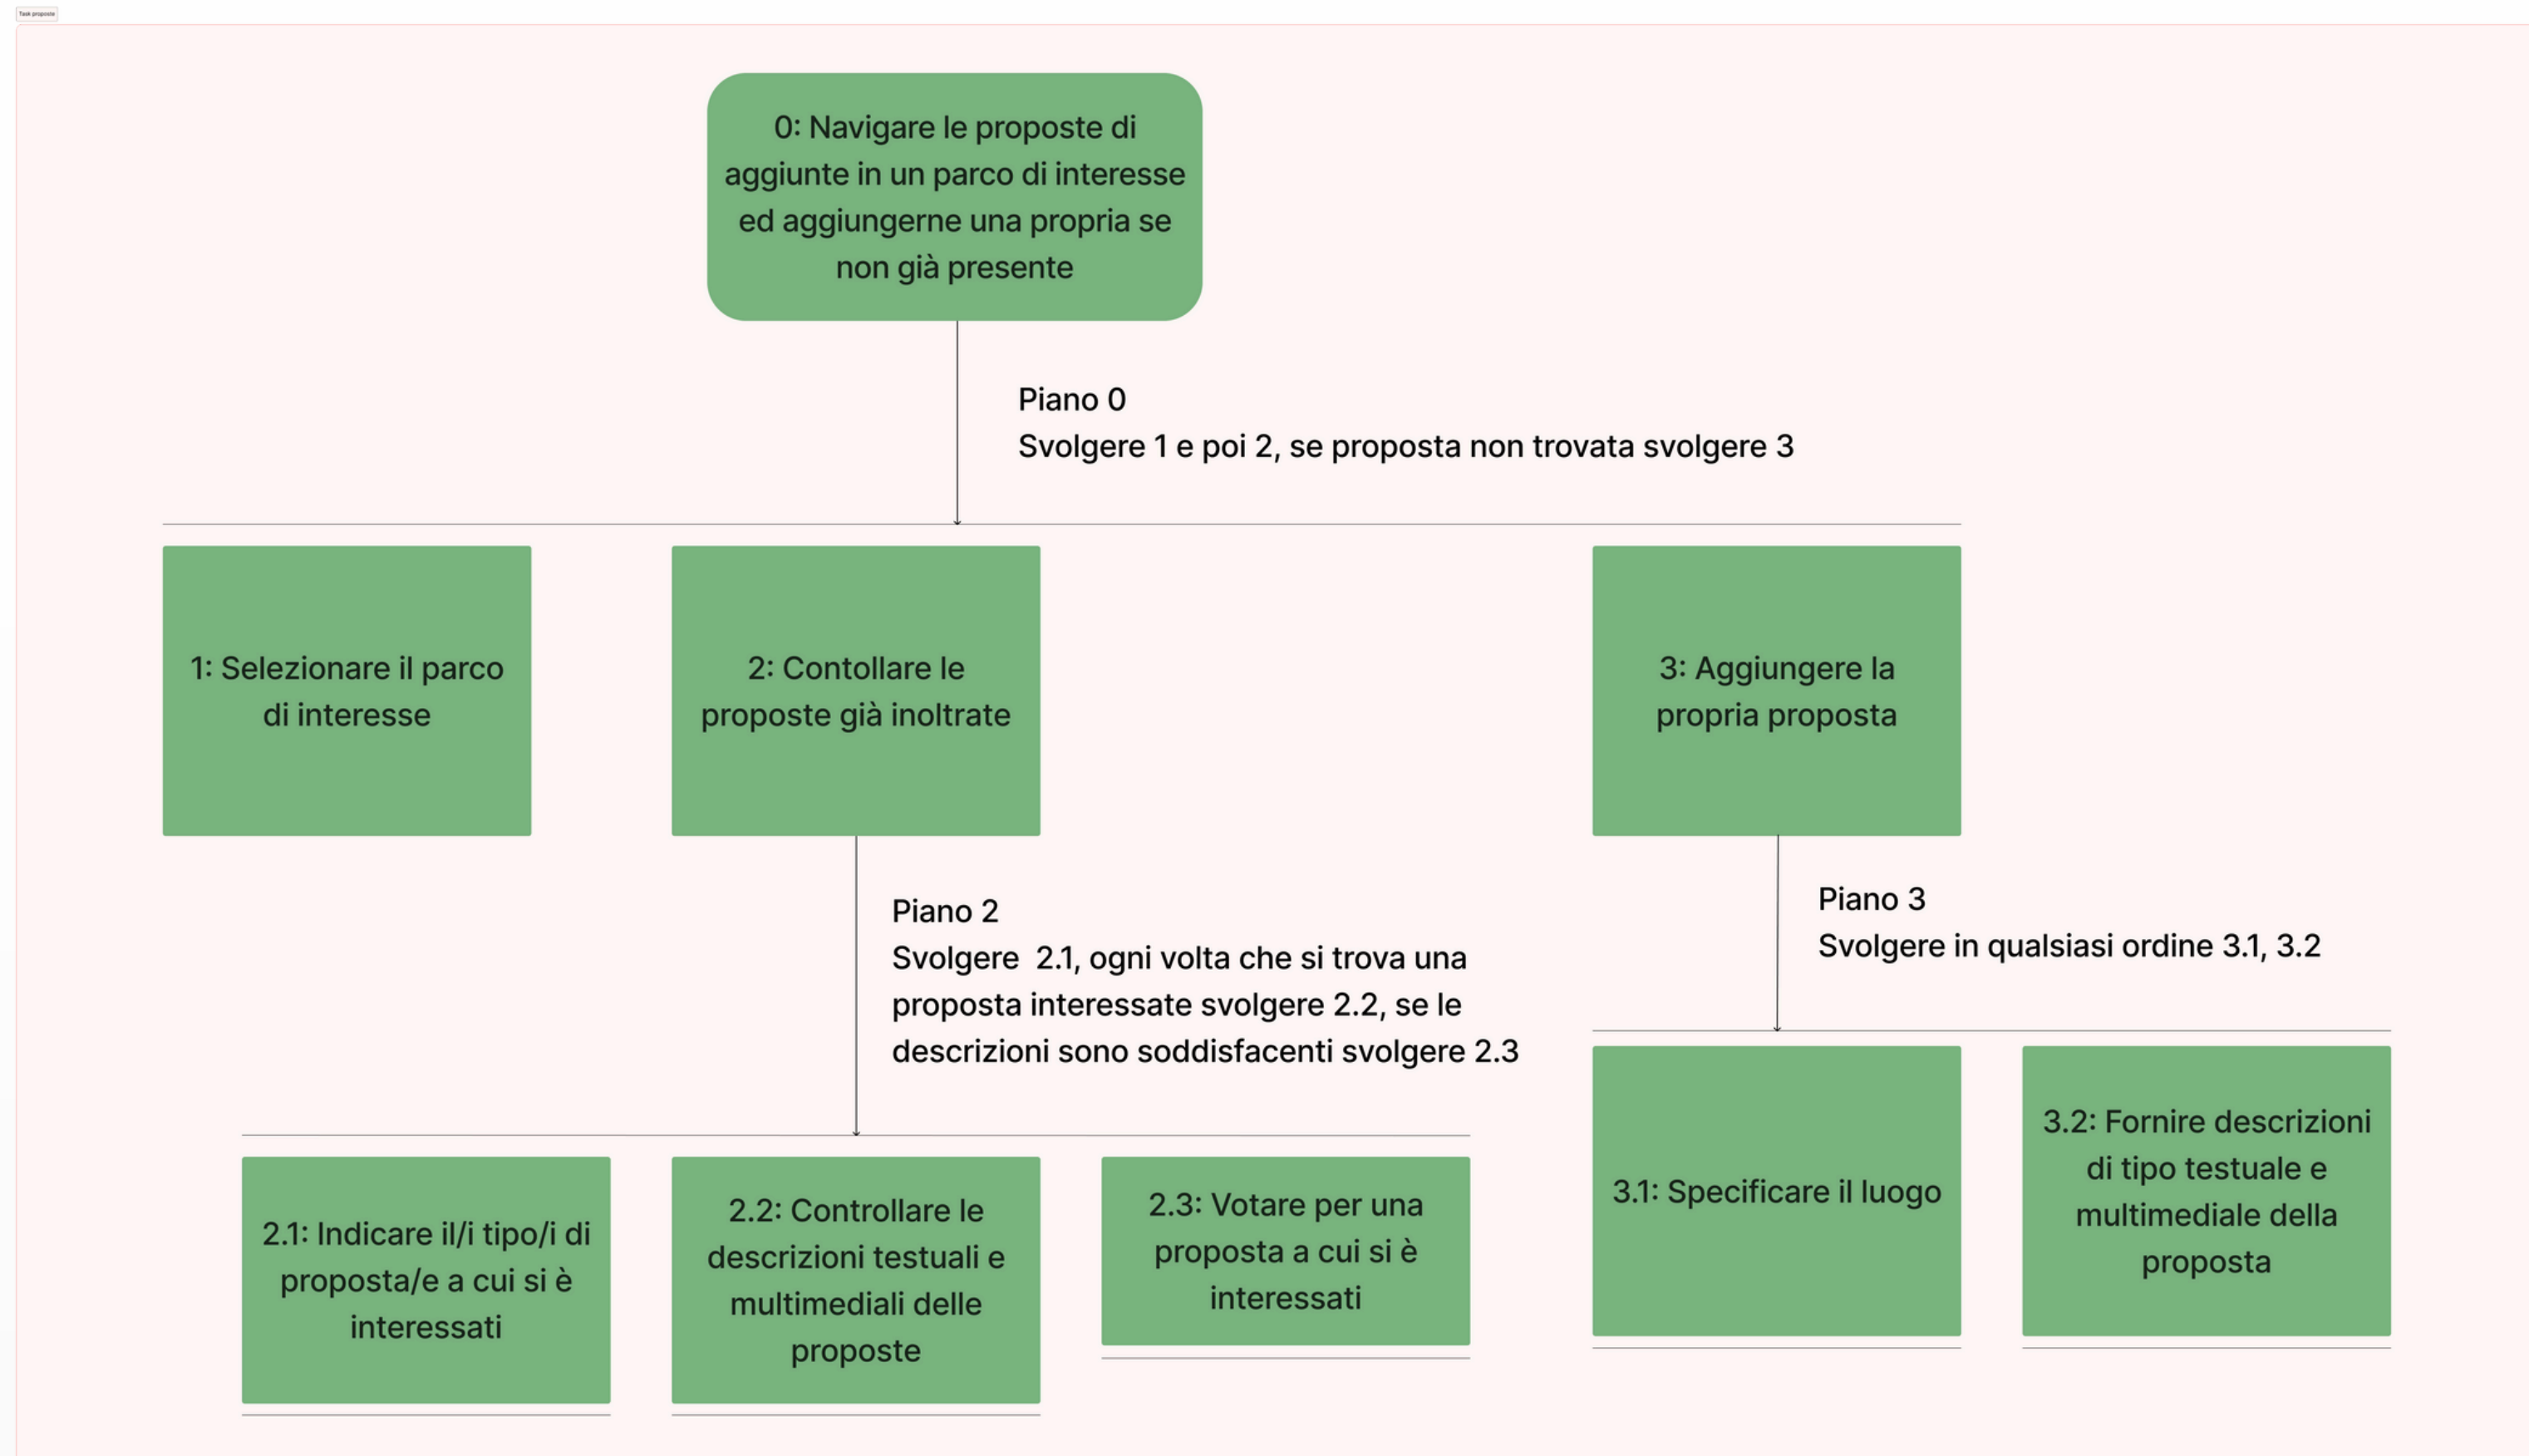 Task proposte
0: Navigare le proposte di
aggiunte in un parco di interesse
ed aggiungerne una propria se
non già presente
Piano 0
Svolgere 1 e poi 2, se proposta non trovata svolgere 3
1: Selezionare il parco
di interesse
2: Contollare le
proposte già inoltrate
3: Aggiungere la
propria proposta
Piano 2
Svolgere  2.1, ogni volta che si trova una
proposta interessate svolgere 2.2, se le
descrizioni sono soddisfacenti svolgere 2.3
Piano 3
Svolgere in qualsiasi ordine 3.1, 3.2
2.1: Indicare il/i tipo/i di
proposta/e a cui si è
interessati
2.2: Controllare le
descrizioni testuali e
multimediali delle
proposte
2.3: Votare per una
proposta a cui si è
interessati
3.1: Specificare il luogo
3.2: Fornire descrizioni
di tipo testuale e
multimediale della
proposta